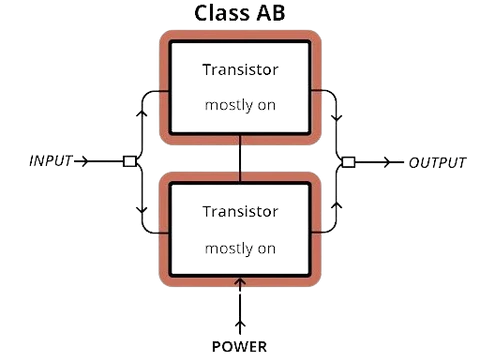 Class AB
Transistor
mostly on
INPUT
OUTPUT
Transistor
mostly on
POWER